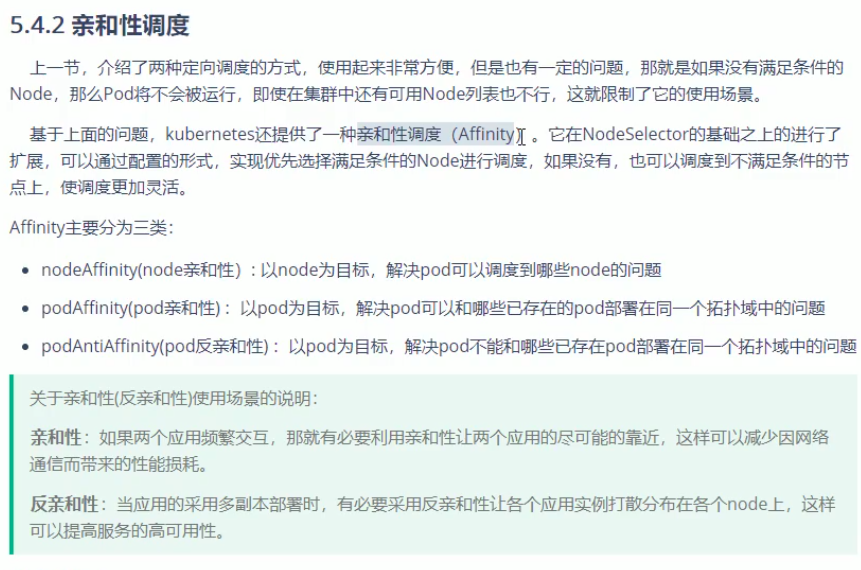 5.4.2 亲和性调度
上一节，介绍了两种定向调度的方式，使用起来非常方便，但是也有一定的问题，那就是如果没有满足条件的
Node，那么Pod将不会被运行，即使在集群中还有可用Node列表也不行，这就限制了它的使用场景。
基于上面的问题，kubernetes还提供了一种亲和性调度（Affinity）。它在NodeSelector的基础之上的进行了
扩展，可以通过配置的形式，实现优先选择满足条件的Node进行调度，如果没有，也可以调度到不满足条件的节
点上，使调度更加灵活。
Affinity主要分为三类：
• nodeAffinity(node亲和性）: 以node为目标，解决pod可以调度到哪些node的问题
• podAffinity(pod亲和性) : 以pod为目标，解决pod可以和哪些已存在的pod部署在同一个拓扑域中的问题
• podAntiAffinity(pod反亲和性) : 以pod为目标，解决pod不能和哪些已存在pod部署在同一个拓扑域中的问题
关于亲和性(反亲和性)使用场景的说明：
亲和性：如果两个应用频繁交互，那就有必要利用亲和性让两个应用的尽可能的靠近，这样可以减少因网络
通信而带来的性能损耗。
反亲和性：当应用的采用多副本部署时，有必要采用反亲和性让各个应用实例打散分布在各个node上，这样
可以提高服务的高可用性。